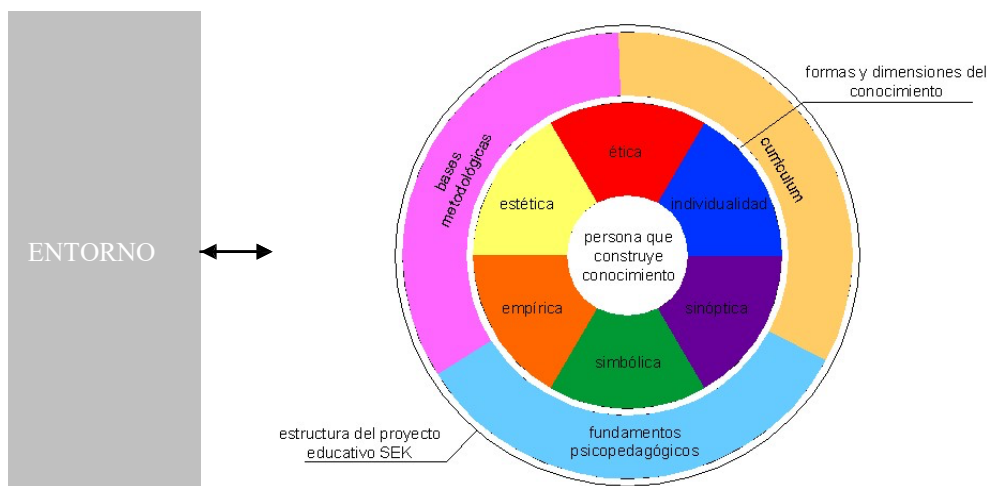 formas y dimensiones del
conocimiento
bases
metodológicas
curriculum
ética
estética
individualidad
ENTORNO
persona que
construye
conocimiento
empírica
sinóptica
simbólica
estructura del proyecto
educativo SEK
fundamentos
psicopedagógicos